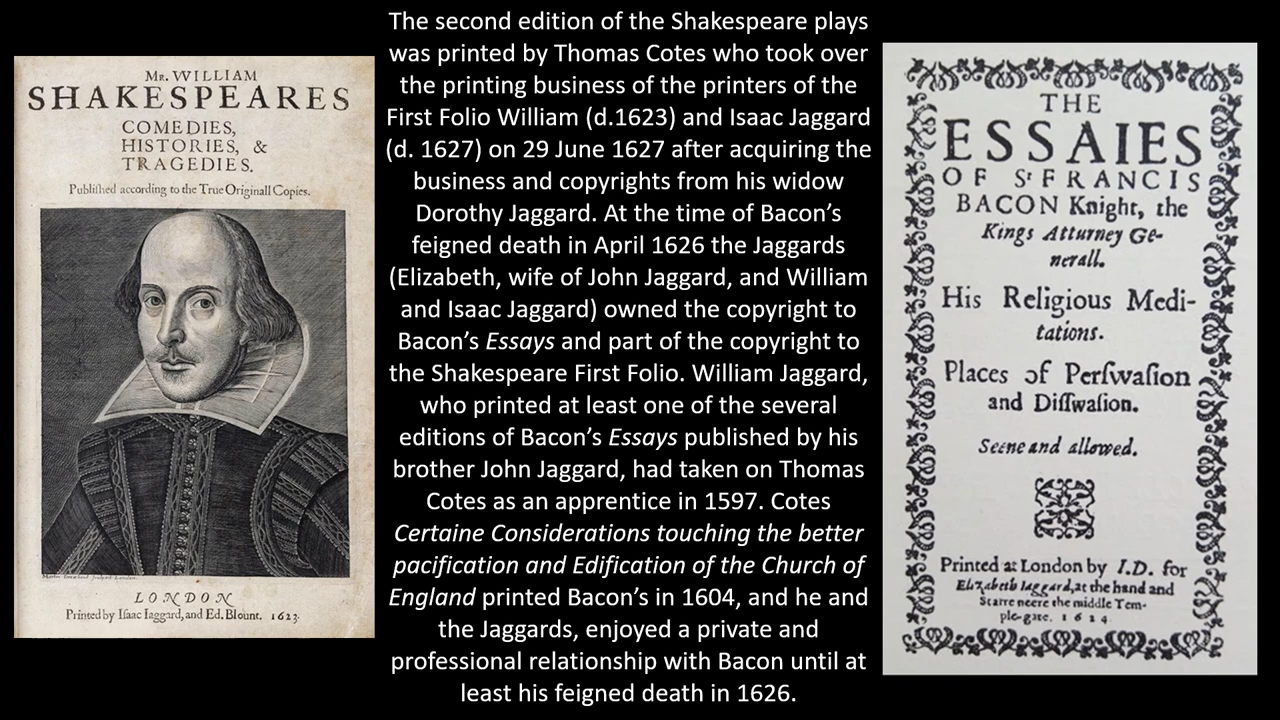 Mr. WILLIAM
SHAKESPEARES
COMEDIES,
HISTORIES, &
TRAGEDIES.
Publiſhed according to the True Originall Copies.
LONDON
Printed by Iſaac Iaggard, and Ed. Blount. 1623.
The second edition of the Shakespeare plays
was printed by Thomas Cotes who took over
the printing business of the printers of the
First Folio William (d.1623) and Isaac Jaggard
(d. 1627) on 29 June 1627 after acquiring the
business and copyrights from his widow
Dorothy Jaggard. At the time of Bacon’s
feigned death in April 1626 the Jaggards
(Elizabeth, wife of John Jaggard, and William
and Isaac Jaggard) owned the copyright to
Bacon’s Essays and part of the copyright to
the Shakespeare First Folio. William Jaggard,
who printed at least one of the several
editions of Bacon’s Essays published by his
brother John Jaggard, had taken on Thomas
Cotes as an apprentice in 1597. Cotes
Certaine Considerations touching the better
pacification and Edification of the Church of
England printed Bacon’s in 1604, and he and
the Jaggards, enjoyed a private and
professional relationship with Bacon until at
least his feigned death in 1626.
THE
ESSAIES
OF Sr FRANCIS
BACON Knight, the
Kings Atturney Ge-
nerall.
His Religious Medi-
tations.
Places of Perſwaſion
and Diſſwaſion.
Seene and allowed.
Printed at London by I.D. for
Elizabeth Iaggard, at the hand and
Starre neere the middle Tem-
ple-gate. 1624